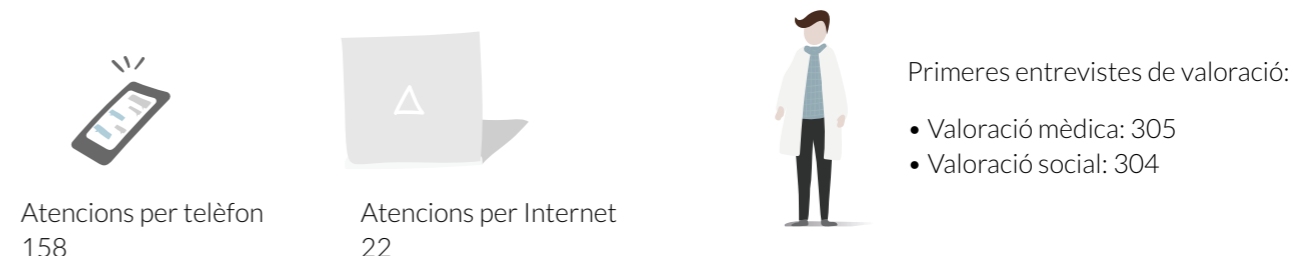 Atencions per telèfon
158
Atencions per Internet
22
Primeres entrevistes de valoració:
• Valoració mèdica: 305
• Valoració social: 304